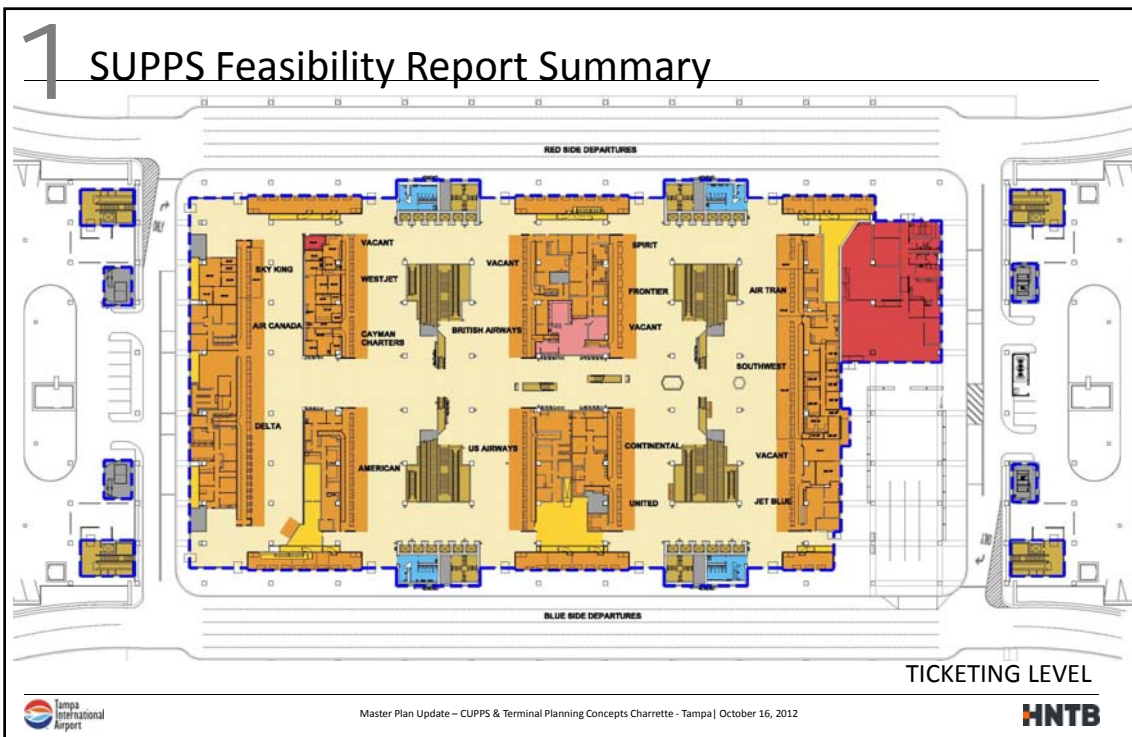 1 SUPPS Feasibility Report Summary
RED SIDE DEPARTURES
ONLY
VACANT
SPIRIT
SKY KING
WESTJET
VACANT
FRONTIER
AIR TRAN
AIR CANADA
CAYMAN
CHARTERS
BRITISH AIRWAYS
VACANT
SOUTHWEST
DELTA
US AIRWAYS
CONTINENTAL
AMERICAN
VACANT
UNITED
JET BLUE
ONLY
BLUE SIDE DEPARTURES
TICKETING LEVEL
Tampa
International
Airport
Master Plan Update – CUPPS & Terminal Planning Concepts Charrette - Tampa| October 16, 2012
HNTB